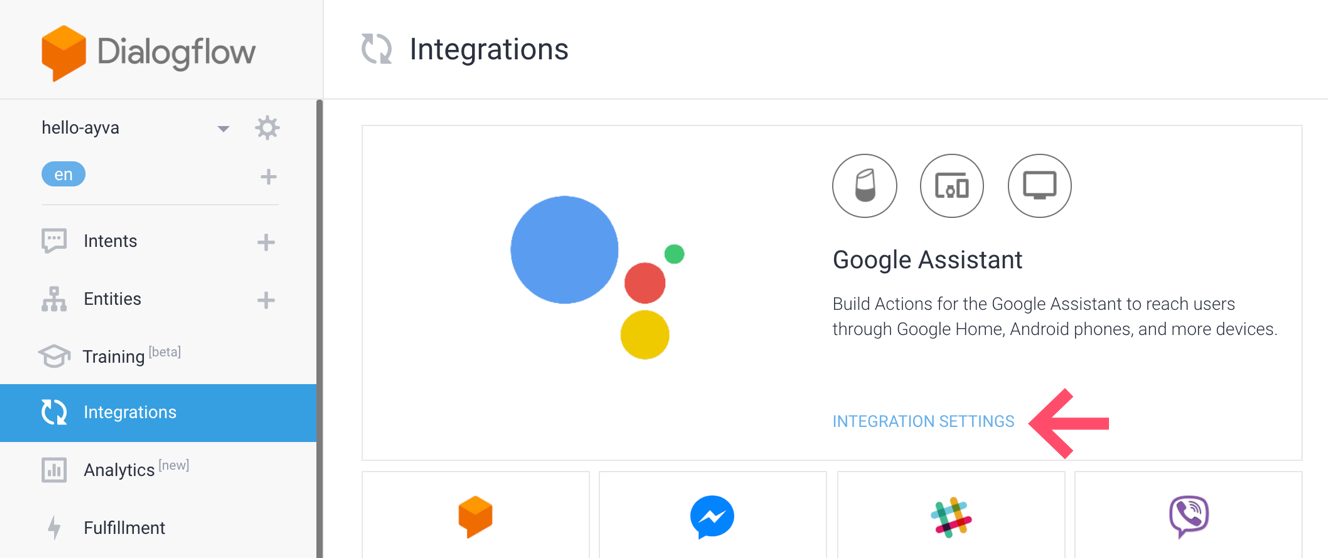 Dialogflow
Integrations
hello-ayva
en
Intents
Entities
Training [beta]
Integrations
Analytics [new]
Fulfillment
Google Assistant
Build Actions for the Google Assistant to reach users
through Google Home, Android phones, and more devices.
INTEGRATION SETTINGS